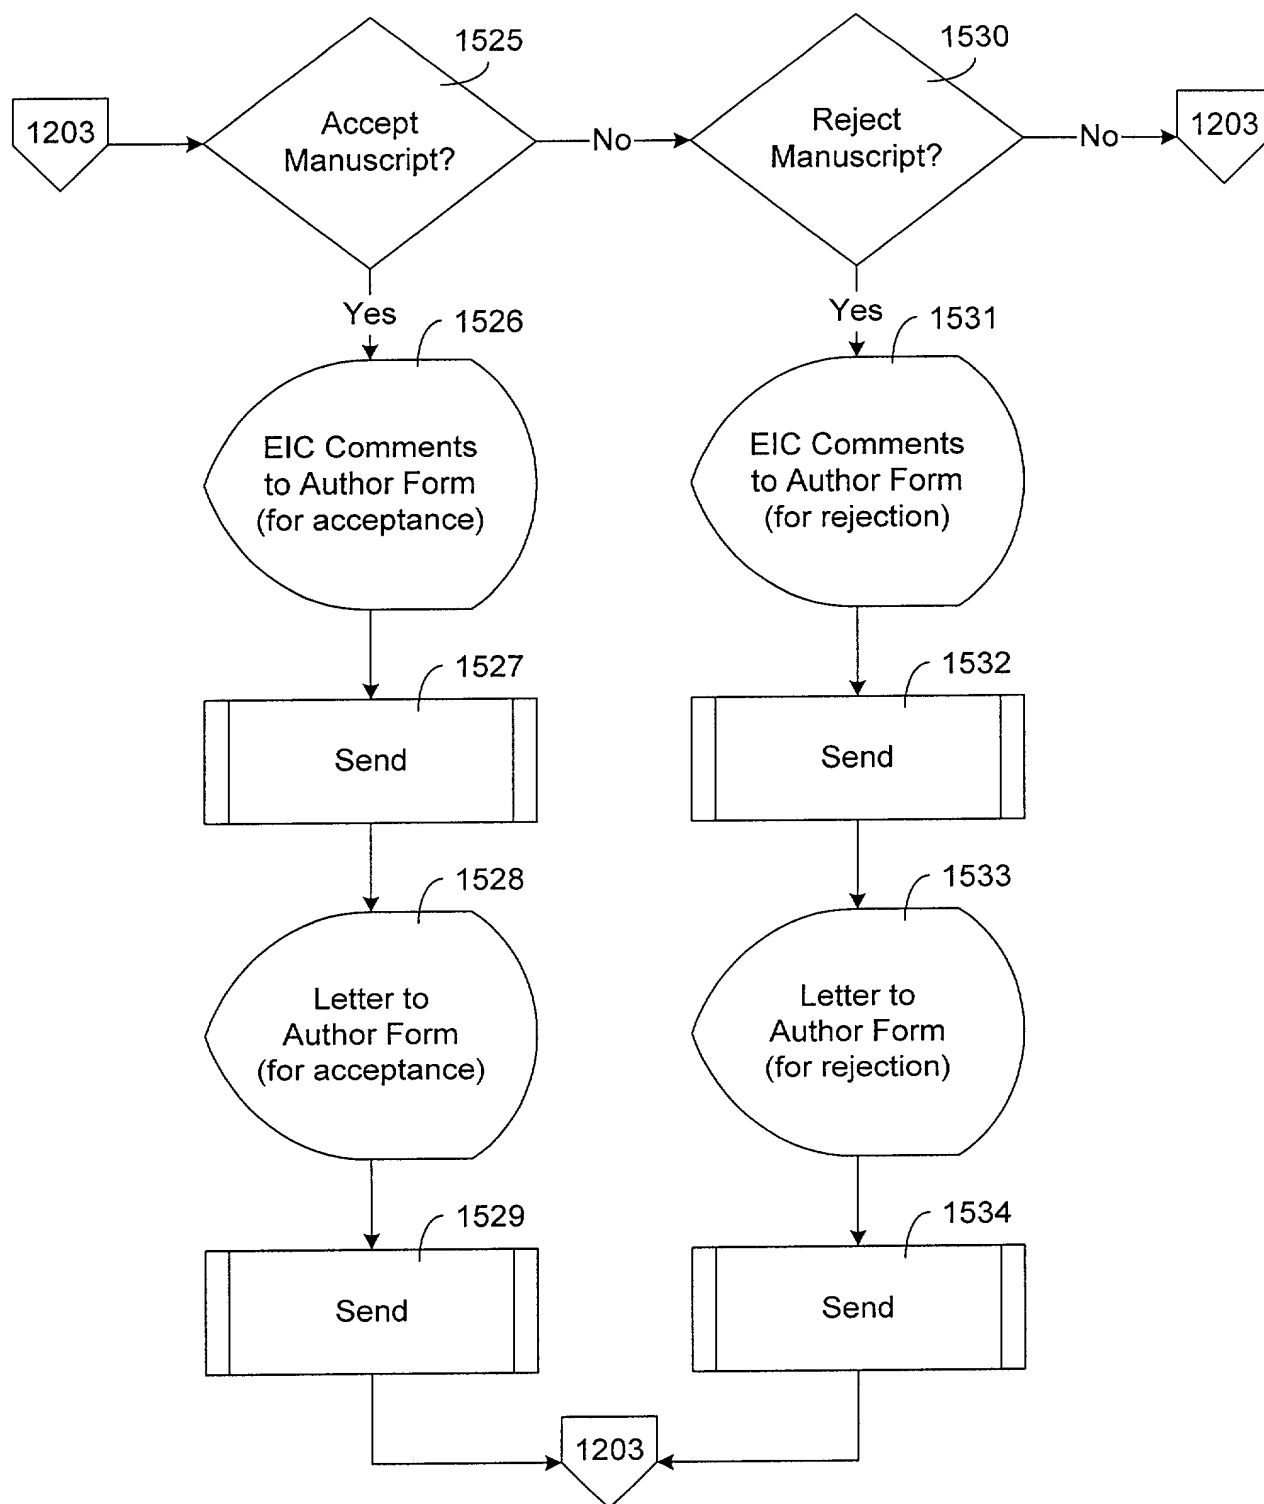 1525
1530
1203
Accept
Manuscript?
No
Reject
Manuscript?
No
1203
Yes
1526
Yes
1531
EIC Comments
to Author Form
(for acceptance)
EIC Comments
to Author Form
(for rejection)
1527
1532
Send
Send
1528
1533
Letter to
Author Form
(for acceptance)
Letter to
Author Form
(for rejection)
1529
1534
Send
Send
1203